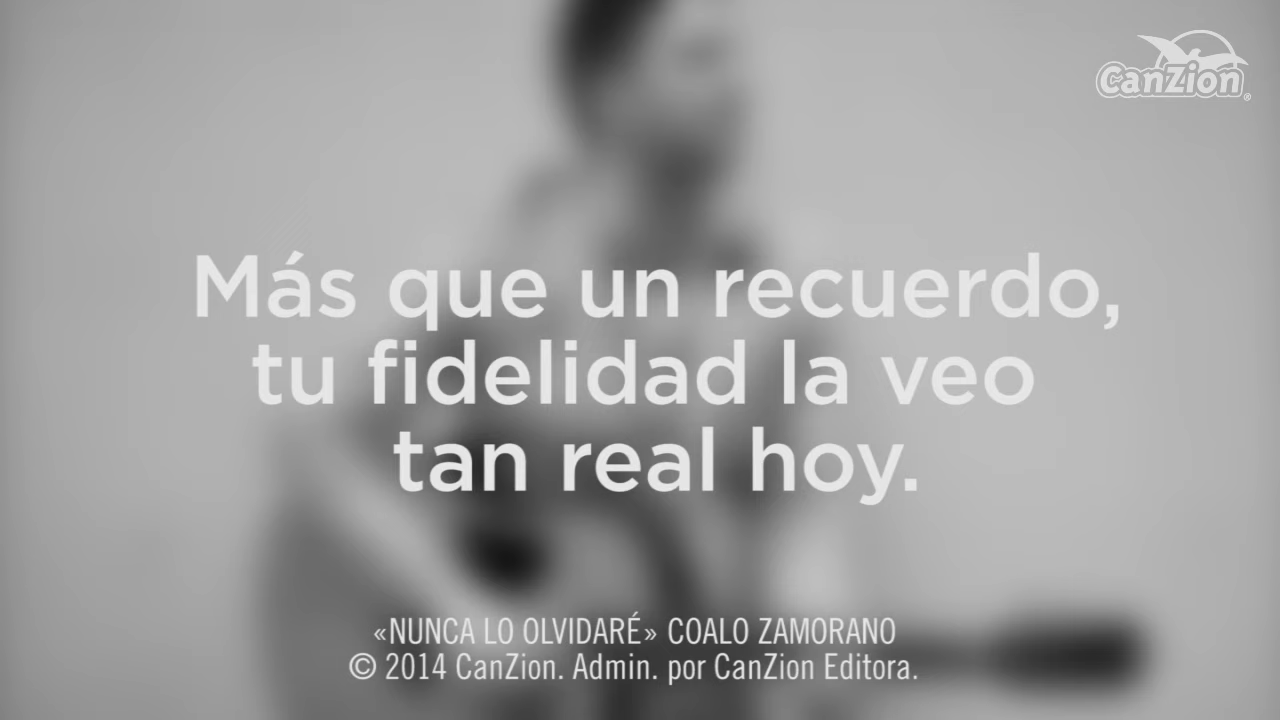 CanZion®
Más que un recuerdo,
tu fidelidad la veo
tan real hoy.
«NUNCA LO OLVIDARÉ» COALO ZAMORANO
© 2014 CanZion. Admin. por CanZion Editora.